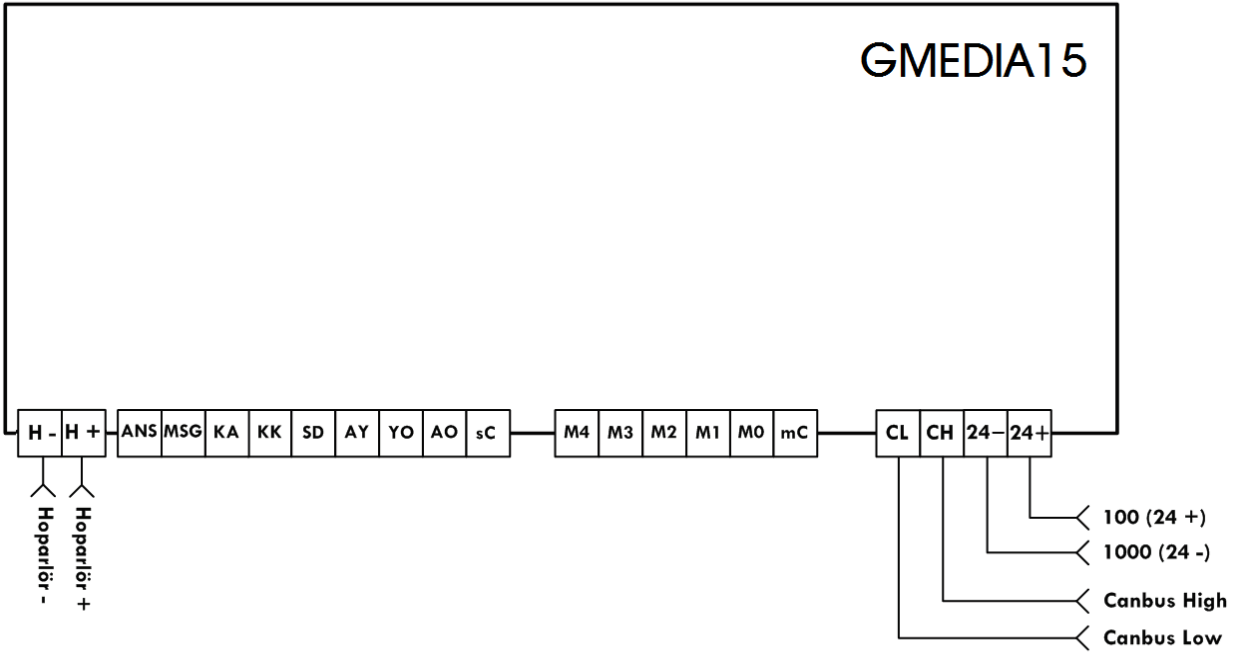 GMEDIA15
H - H + ANS MSG KA KK SD AY YO AO sC M4 M3 M2 M1 M0 mC CL CH 24- 24+
Hoparlör -
Hoparlör +
100 (24 +)
1000 (24 -)
Canbus High
Canbus Low